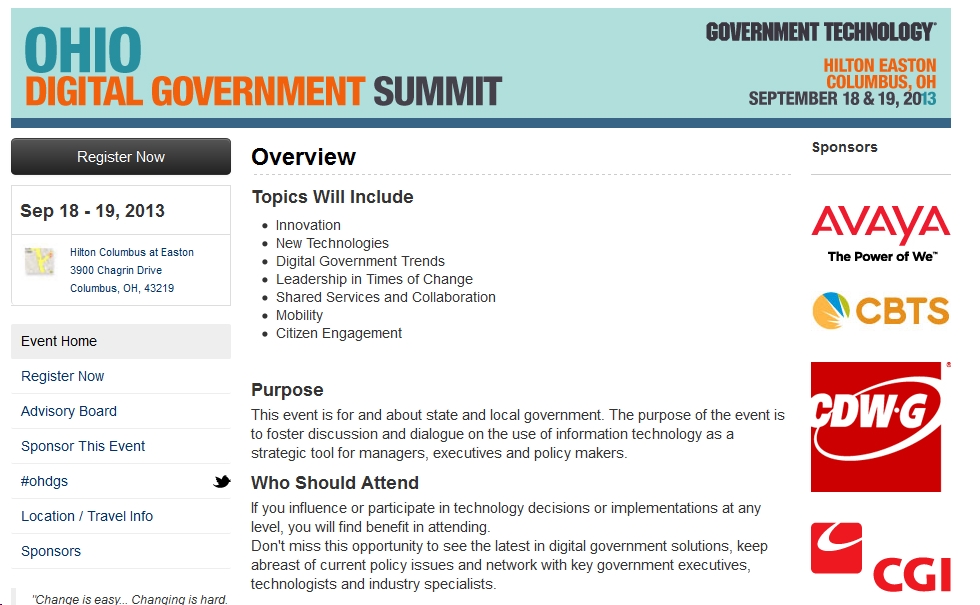 OHIO
DIGITAL GOVERNMENT SUMMIT
GOVERNMENT TECHNOLOGY®
HILTON EASTON
COLUMBUS, OH
SEPTEMBER 18 & 19, 2013
Register Now
Sep 18 - 19, 2013
Hilton Columbus at Easton
3900 Chagrin Drive
Columbus, OH, 43219
Event Home
Register Now
Advisory Board
Sponsor This Event
#ohdgs
Location / Travel Info
Sponsors
"Change is easy... Changing is hard.
Overview
Topics Will Include
• Innovation
• New Technologies
• Digital Government Trends
• Leadership in Times of Change
• Shared Services and Collaboration
• Mobility
• Citizen Engagement
Purpose
This event is for and about state and local government. The purpose of the event is
to foster discussion and dialogue on the use of information technology as a
strategic tool for managers, executives and policy makers.
Who Should Attend
If you influence or participate in technology decisions or implementations at any
level, you will find benefit in attending.
Don't miss this opportunity to see the latest in digital government solutions, keep
abreast of current policy issues and network with key government executives,
technologists and industry specialists.
Sponsors
AVAYA
The Power of We™
CBTS
CDW·G®
CGI